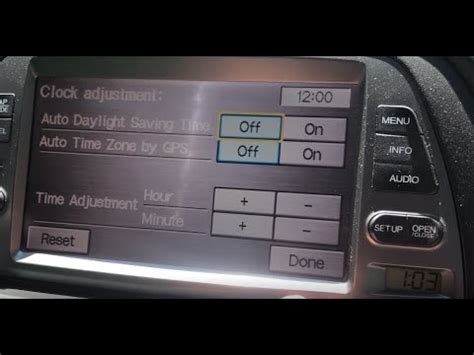 Clock adjustment: 12:00
Auto Daylight Saving Time Off On
Auto Time Zone by GPS Off On
Time Adjustment Hour + -
Minute + -
Reset
Done
MENU
INFO
AUDIO
SETUP OPEN
/CLOSE
1:03